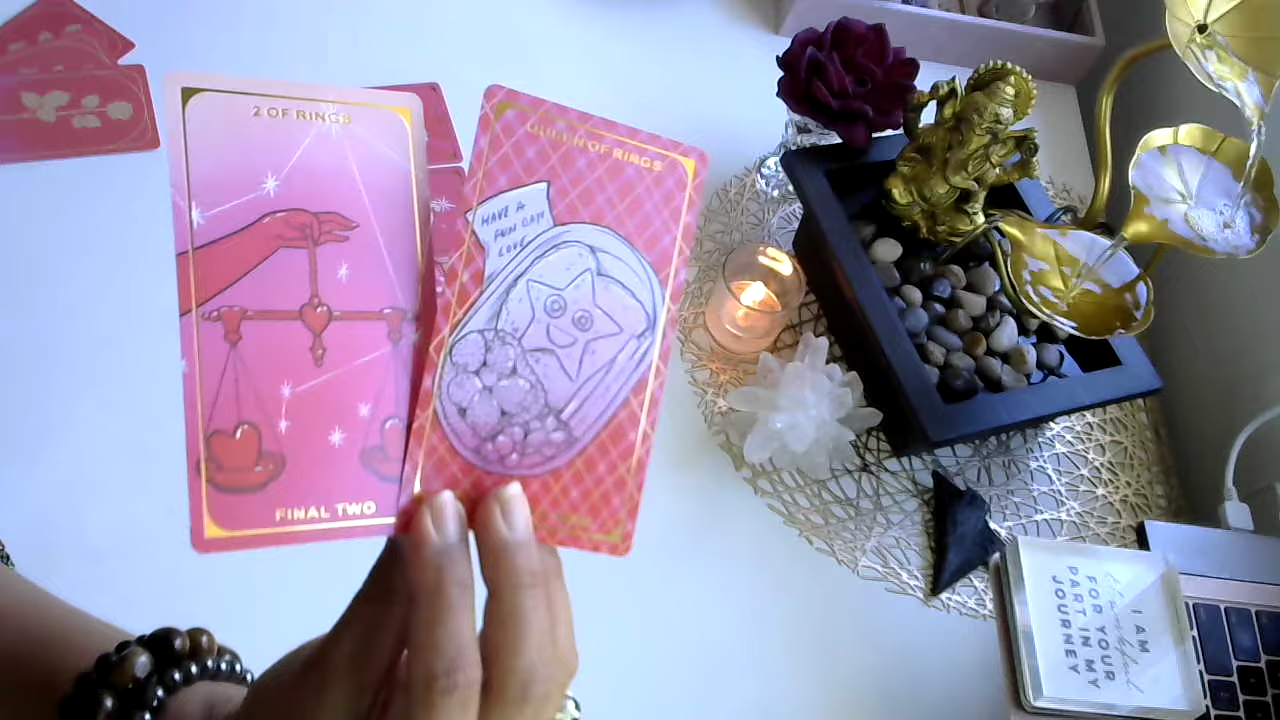 2 OF RINGS
FINAL TWO
QUEEN OF RINGS
HAVE A
FUN DAY
LOVE
I AM
thankful
FOR YOUR
PART IN MY
JOURNEY